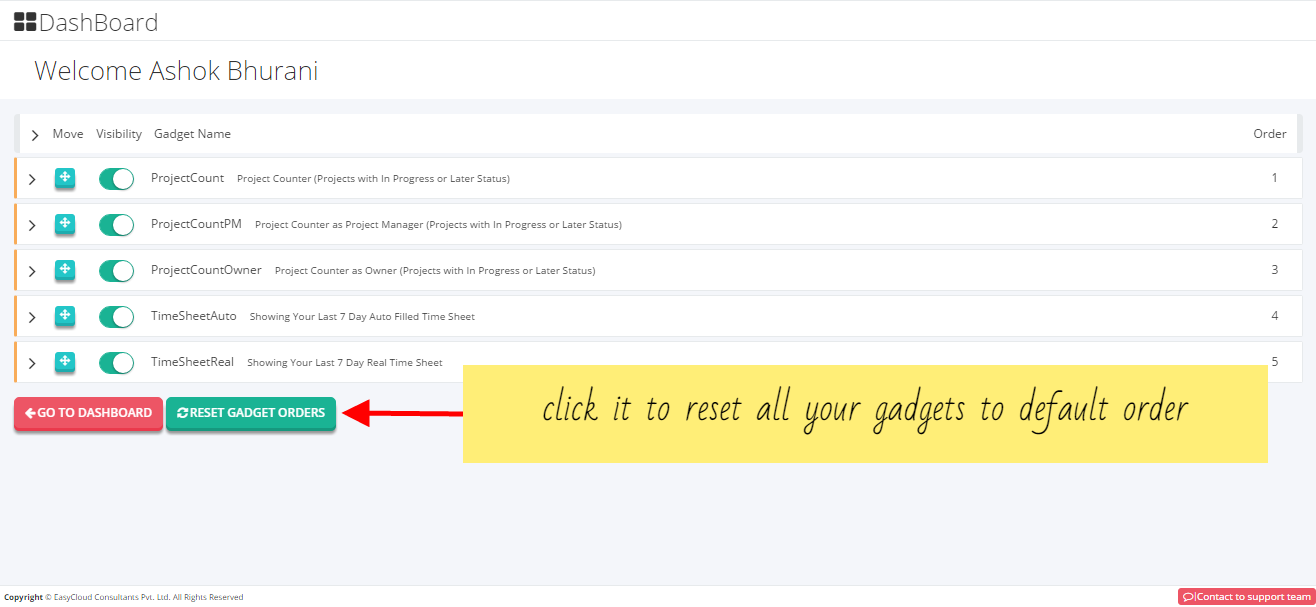 DashBoard
Welcome Ashok Bhurani
Move Visibility Gadget Name Order
ProjectCount Project Counter (Projects with In Progress or Later Status) 1
ProjectCountPM Project Counter as Project Manager (Projects with In Progress or Later Status) 2
ProjectCountOwner Project Counter as Owner (Projects with In Progress or Later Status) 3
TimeSheetAuto Showing Your Last 7 Day Auto Filled Time Sheet 4
TimeSheetReal Showing Your Last 7 Day Real Time Sheet 5
GO TO DASHBOARD RESET GADGET ORDERS click it to reset all your gadgets to default order
Copyright © EasyCloud Consultants Pvt. Ltd. All Rights Reserved |Contact to support team